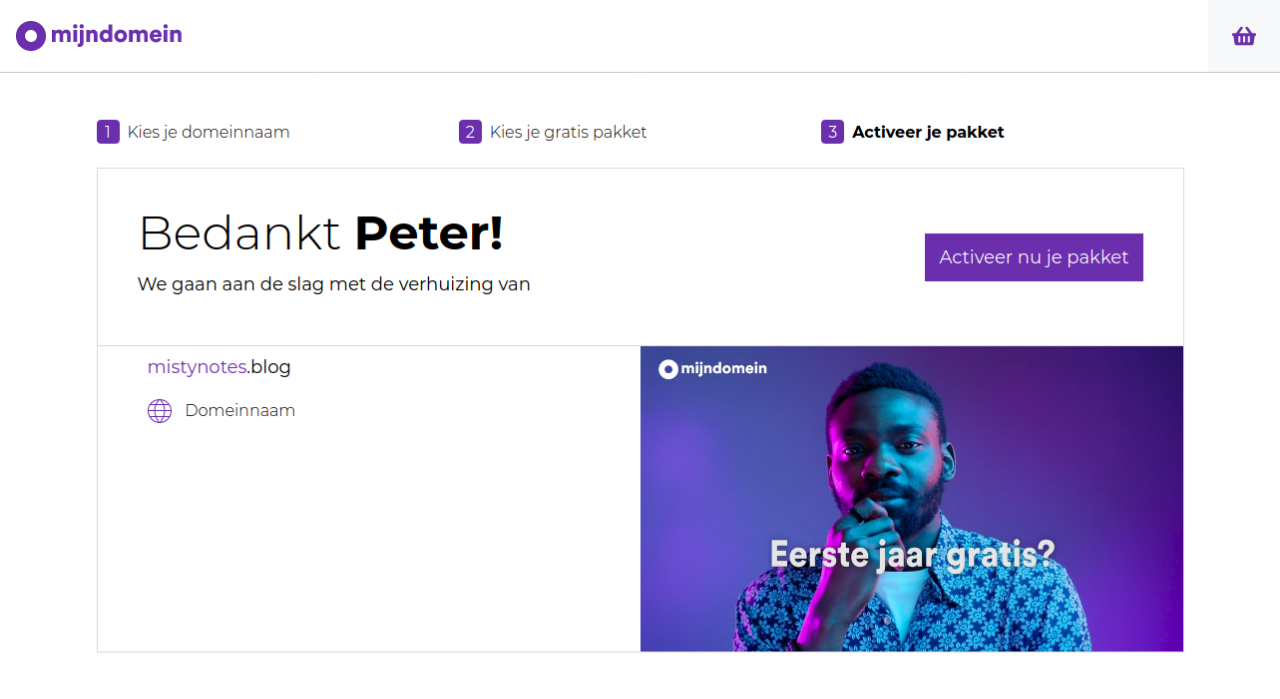 mijndomein
1 Kies je domeinnaam
2 Kies je gratis pakket
3 Activeer je pakket
Bedankt Peter!
We gaan aan de slag met de verhuizing van
Activeer nu je pakket
mistynotes.blog
Domeinnaam
mijndomein
Eerste jaar gratis?